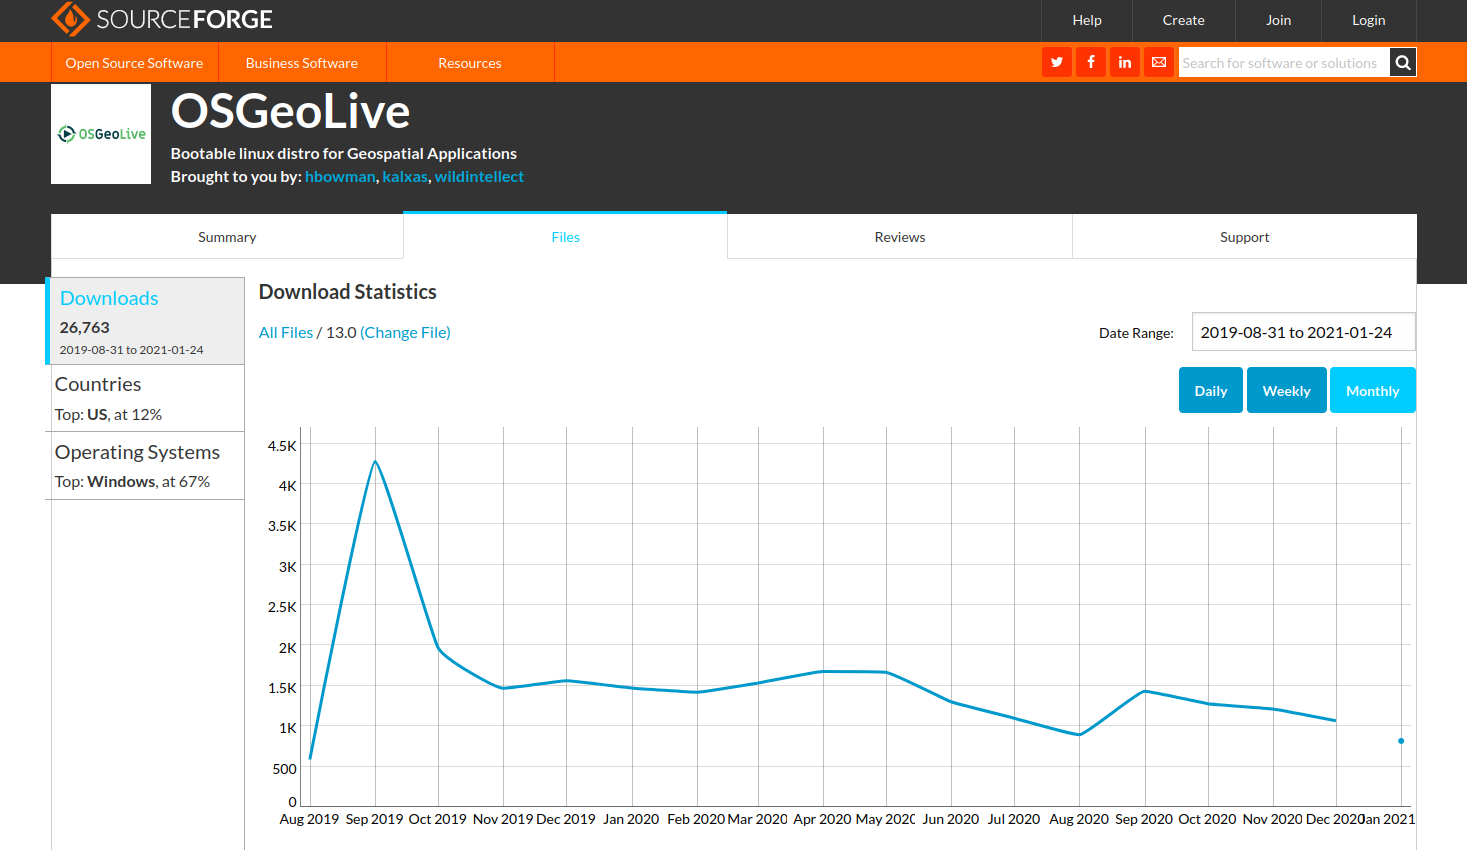 SOURCEFORGE
Help Create Join Login
Open Source Software Business Software Resources
Search for software or solutions
OSGeoLive
OSGeoLive
Bootable linux distro for Geospatial Applications
Brought to you by: hbowman, kalxas, wildintellect
Summary Files Reviews Support
Downloads
26,763
2019-08-31 to 2021-01-24
Countries
Top: US, at 12%
Operating Systems
Top: Windows, at 67%
Download Statistics
All Files / 13.0 (Change File)
Date Range: 2019-08-31 to 2021-01-24
Daily Weekly Monthly
4.5K
4K
3.5K
3K
2.5K
2K
1.5K
1K
500
0
Aug 2019 Sep 2019 Oct 2019 Nov 2019 Dec 2019 Jan 2020 Feb 2020 Mar 2020 Apr 2020 May 2020 Jun 2020 Jul 2020 Aug 2020 Sep 2020 Oct 2020 Nov 2020 Dec 2020 Jan 2021